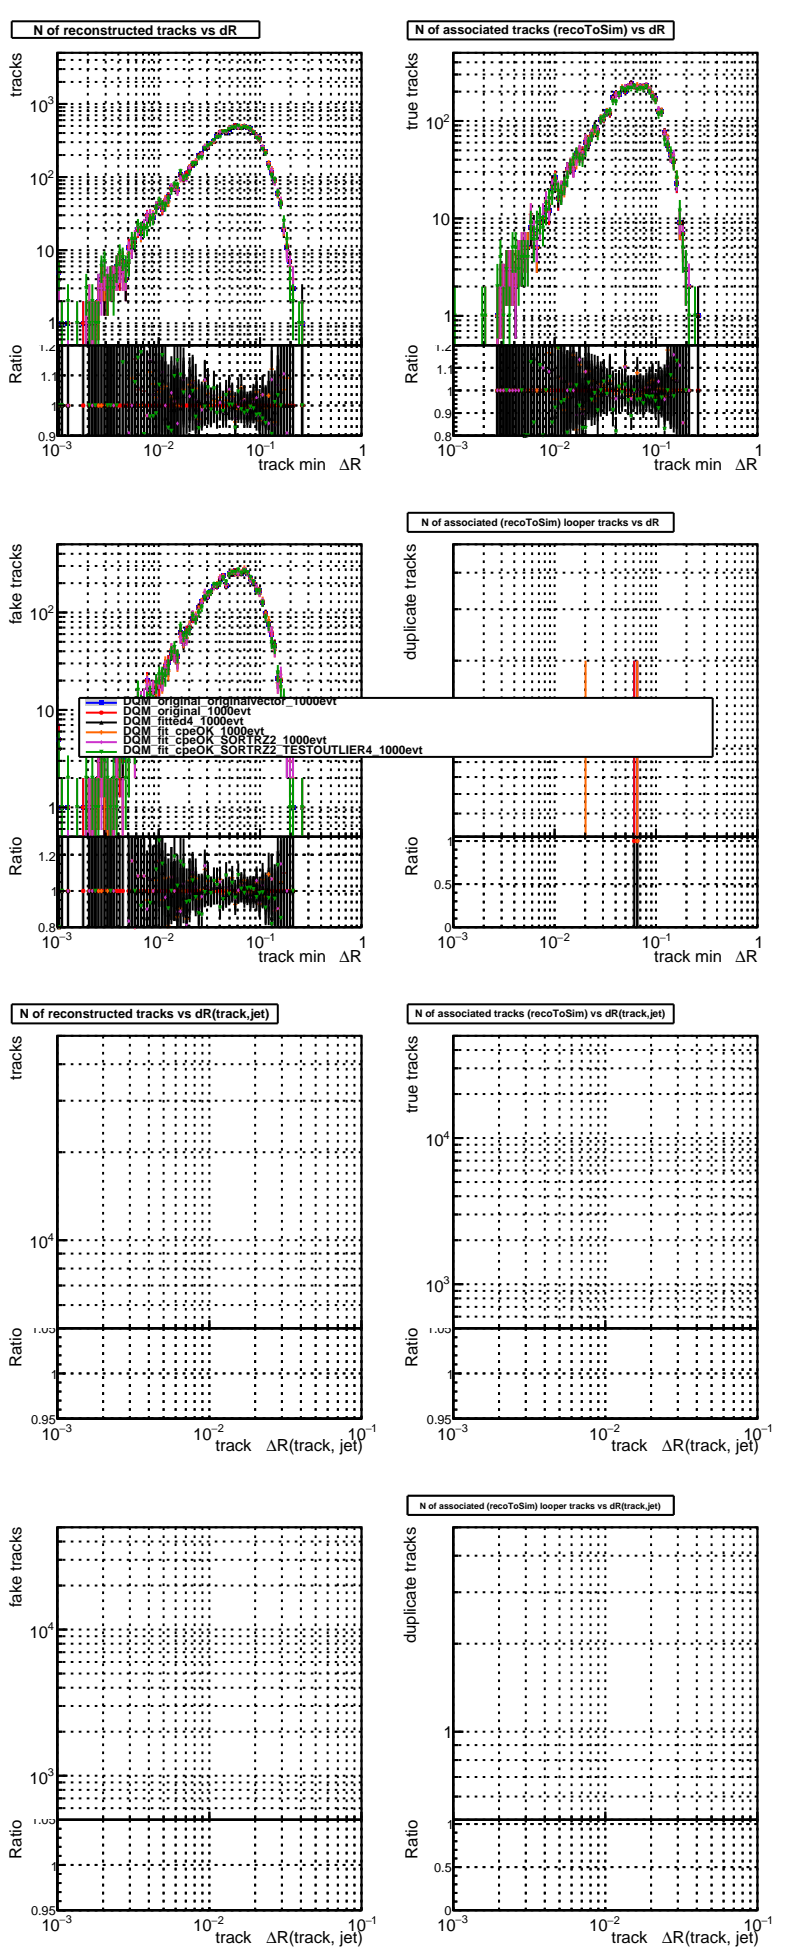 N of reconstructed tracks vs dR
N of associated tracks (recoToSim) vs dR
tracks
10³
10²
10
1
Ratio
1.2
1.1
1
0.9
10⁻³
10⁻²
10⁻¹
1
track min ΔR
true tracks
10²
10
1
Ratio
1.2
1.1
1
0.9
0.8
10⁻³
10⁻²
10⁻¹
1
track min ΔR
N of associated (recoToSim) looper tracks vs dR
fake tracks
10²
10
1
Ratio
1.2
1
0.8
10⁻³
10⁻²
10⁻¹
1
track min ΔR
duplicate tracks
Ratio
1
0.5
0
10⁻³
10⁻²
10⁻¹
1
track min ΔR
DQM_original_originalvector_1000evt
DQM_original_1000evt
DQM_fitted4_1000evt
DQM_fit_cpeOK_1000evt
DQM_fit_cpeOK_SORTRZ2_1000evt
DQM_fit_cpeOK_SORTRZ2_TESTOUTLIER4_1000evt
N of reconstructed tracks vs dR(track,jet)
N of associated tracks (recoToSim) vs dR(track,jet)
tracks
10⁴
Ratio
1.05
1
0.95
10⁻³
10⁻²
10⁻¹
track ΔR(track, jet)
true tracks
10⁴
10³
Ratio
1.05
1
0.95
10⁻³
10⁻²
10⁻¹
track ΔR(track, jet)
N of associated (recoToSim) looper tracks vs dR(track,jet)
fake tracks
10⁴
10³
Ratio
1.05
1
0.95
10⁻³
10⁻²
10⁻¹
track ΔR(track, jet)
duplicate tracks
1
Ratio
1
0.5
0
10⁻³
10⁻²
10⁻¹
track ΔR(track, jet)